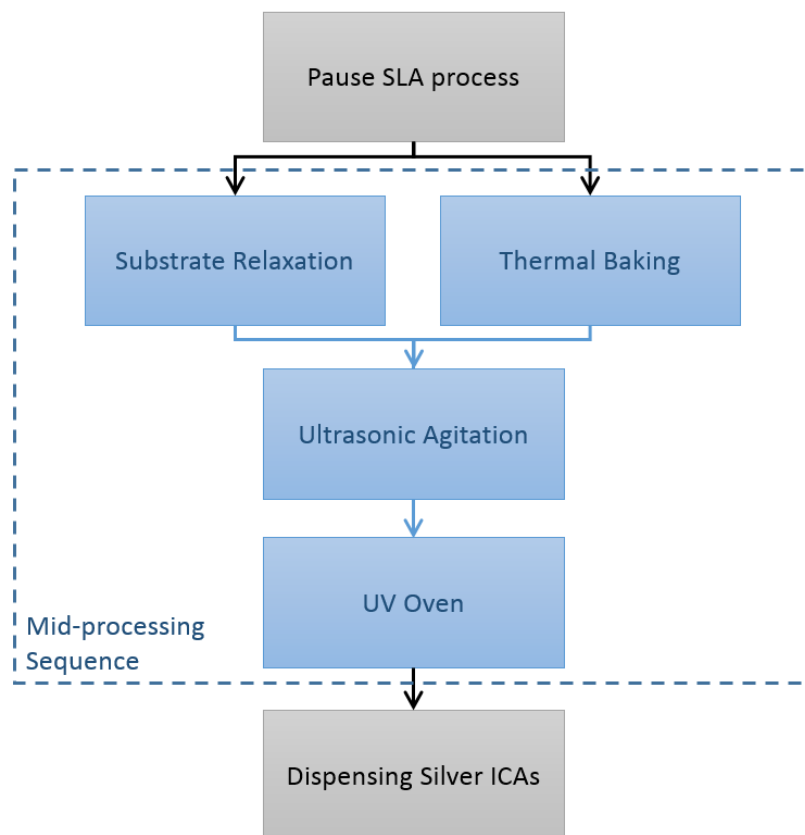 Pause SLA process
Substrate Relaxation
Thermal Baking
Ultrasonic Agitation
UV Oven
Mid-processing
Sequence
Dispensing Silver ICAs